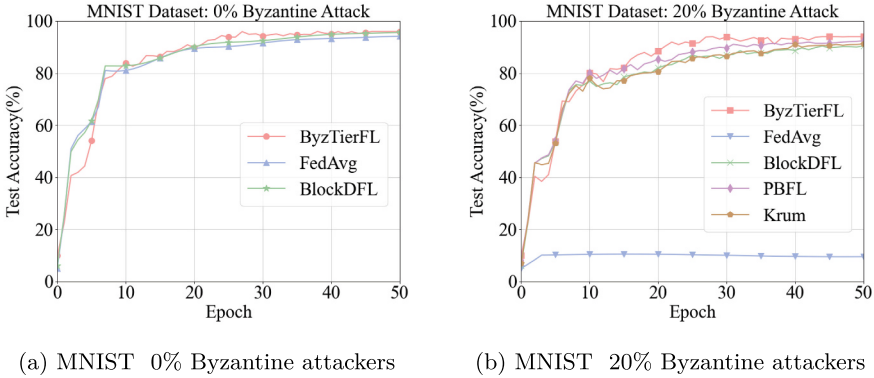 MNIST Dataset: 0% Byzantine Attack
100
80
60
40
20
0
Test Accuracy(%)
ByzTierFL
FedAvg
BlockDFL
0 10 20 30 40 50
Epoch
(a) MNIST 0% Byzantine attackers
MNIST Dataset: 20% Byzantine Attack
100
80
60
40
20
0
Test Accuracy(%)
ByzTierFL
FedAvg
BlockDFL
PBFL
Krum
0 10 20 30 40 50
Epoch
(b) MNIST 20% Byzantine attackers